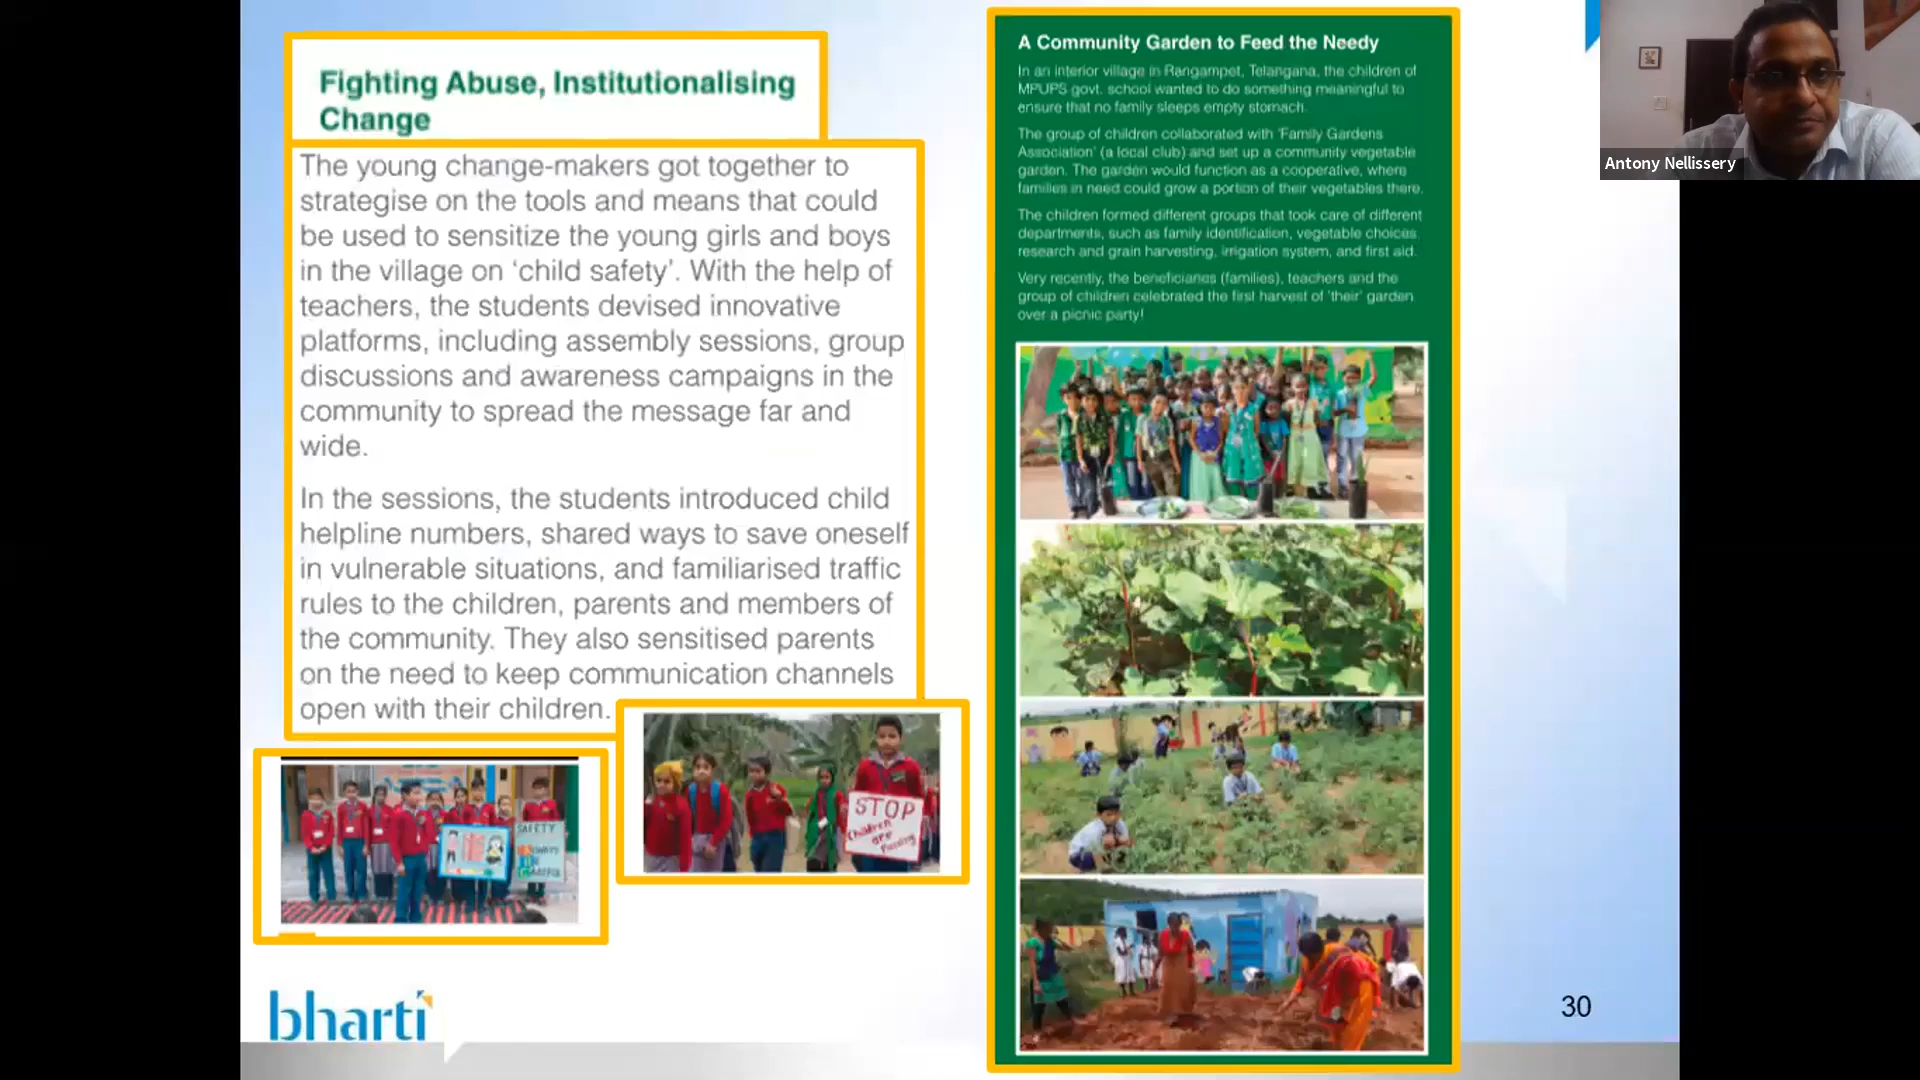 Fighting Abuse, Institutionalising
Change
The young change-makers got together to
strategise on the tools and means that could
be used to sensitize the young girls and boys
in the village on ‘child safety’. With the help of
teachers, the students devised innovative
platforms, including assembly sessions, group
discussions and awareness campaigns in the
community to spread the message far and
wide.
In the sessions, the students introduced child
helpline numbers, shared ways to save oneself
in vulnerable situations, and familiarised traffic
rules to the children, parents and members of
the community. They also sensitised parents
on the need to keep communication channels
open with their children.
SAFETY
ALWAYS
BE
CAREFUL
STOP
Children
are
Passing
bharti
A Community Garden to Feed the Needy
In an interior village in Rangampet, Telangana, the children of
MPUPS govt. school wanted to do something meaningful to
ensure that no family sleeps empty stomach.
The group of children collaborated with 'Family Gardens
Association' (a local club) and set up a community vegetable
garden. The garden would function as a cooperative, where
families in need could grow a portion of their vegetables there.
The children formed different groups that took care of different
departments, such as family identification, vegetable choices
research and grain harvesting, irrigation system, and first aid.
Very recently, the beneficiaries (families), teachers and the
group of children celebrated the first harvest of 'their' garden
over a picnic party!
30
Antony Nellissery